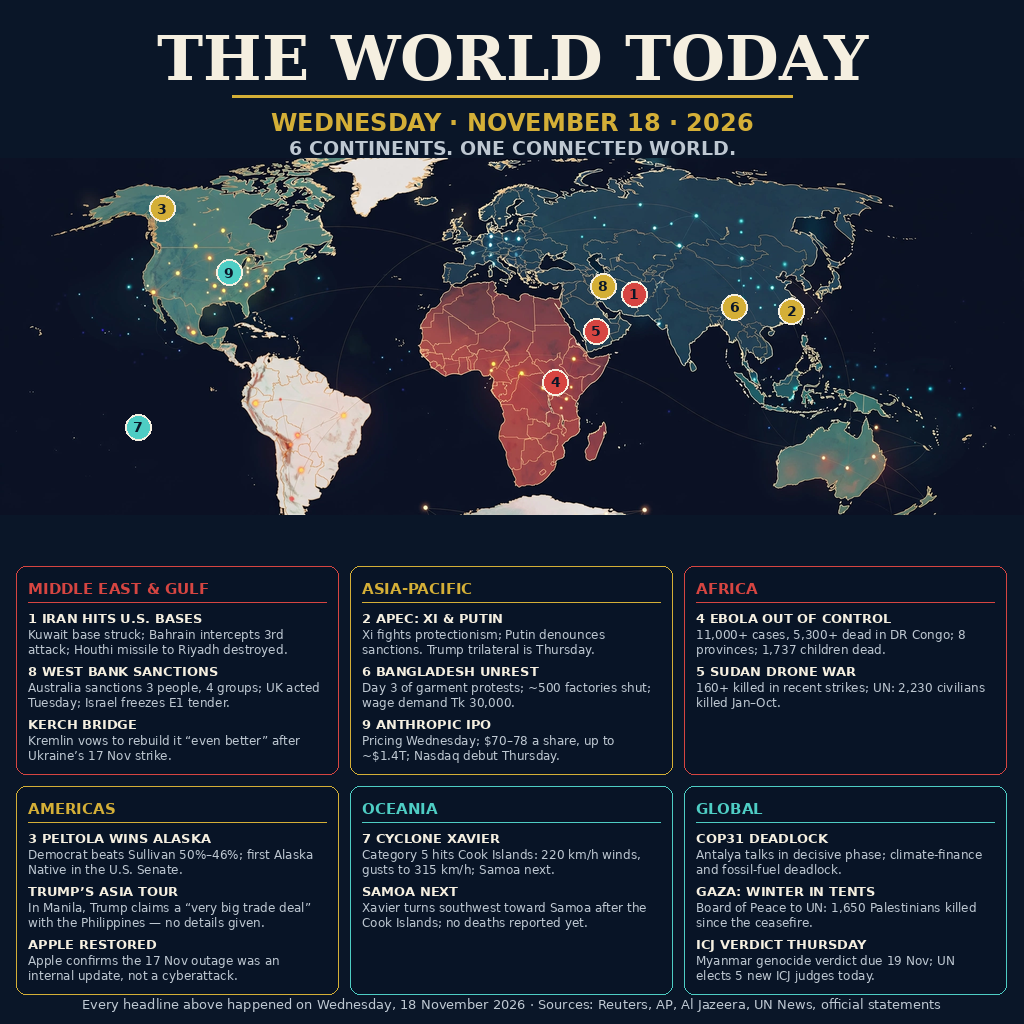 THE WORLD TODAY
WEDNESDAY · NOVEMBER 18 · 2026
6 CONTINENTS. ONE CONNECTED WORLD.
3
9
8
1
6
2
5
4
7
MIDDLE EAST & GULF
1 IRAN HITS U.S. BASES
Kuwait base struck; Bahrain intercepts 3rd
attack; Houthi missile to Riyadh destroyed.
8 WEST BANK SANCTIONS
Australia sanctions 3 people, 4 groups; UK acted
Tuesday; Israel freezes E1 tender.
KERCH BRIDGE
Kremlin vows to rebuild it “even better” after
Ukraine’s 17 Nov strike.
ASIA-PACIFIC
2 APEC: XI & PUTIN
Xi fights protectionism; Putin denounces
sanctions. Trump trilateral is Thursday.
6 BANGLADESH UNREST
Day 3 of garment protests; ~500 factories shut;
wage demand Tk 30,000.
9 ANTHROPIC IPO
Pricing Wednesday; $70–78 a share, up to
~$1.4T; Nasdaq debut Thursday.
AFRICA
4 EBOLA OUT OF CONTROL
11,000+ cases, 5,300+ dead in DR Congo; 8
provinces; 1,737 children dead.
5 SUDAN DRONE WAR
160+ killed in recent strikes; UN: 2,230 civilians
killed Jan–Oct.
AMERICAS
3 PELTOLA WINS ALASKA
Democrat beats Sullivan 50%–46%; first Alaska
Native in the U.S. Senate.
TRUMP’S ASIA TOUR
In Manila, Trump claims a “very big trade deal”
with the Philippines — no details given.
APPLE RESTORED
Apple confirms the 17 Nov outage was an
internal update, not a cyberattack.
OCEANIA
7 CYCLONE XAVIER
Category 5 hits Cook Islands: 220 km/h winds,
gusts to 315 km/h; Samoa next.
SAMOA NEXT
Xavier turns southwest toward Samoa after the
Cook Islands; no deaths reported yet.
GLOBAL
COP31 DEADLOCK
Antalya talks in decisive phase; climate-finance
and fossil-fuel deadlock.
GAZA: WINTER IN TENTS
Board of Peace to UN: 1,650 Palestinians killed
since the ceasefire.
ICJ VERDICT THURSDAY
Myanmar genocide verdict due 19 Nov; UN
elects 5 new ICJ judges today.
Every headline above happened on Wednesday, 18 November 2026 · Sources: Reuters, AP, Al Jazeera, UN News, official statements